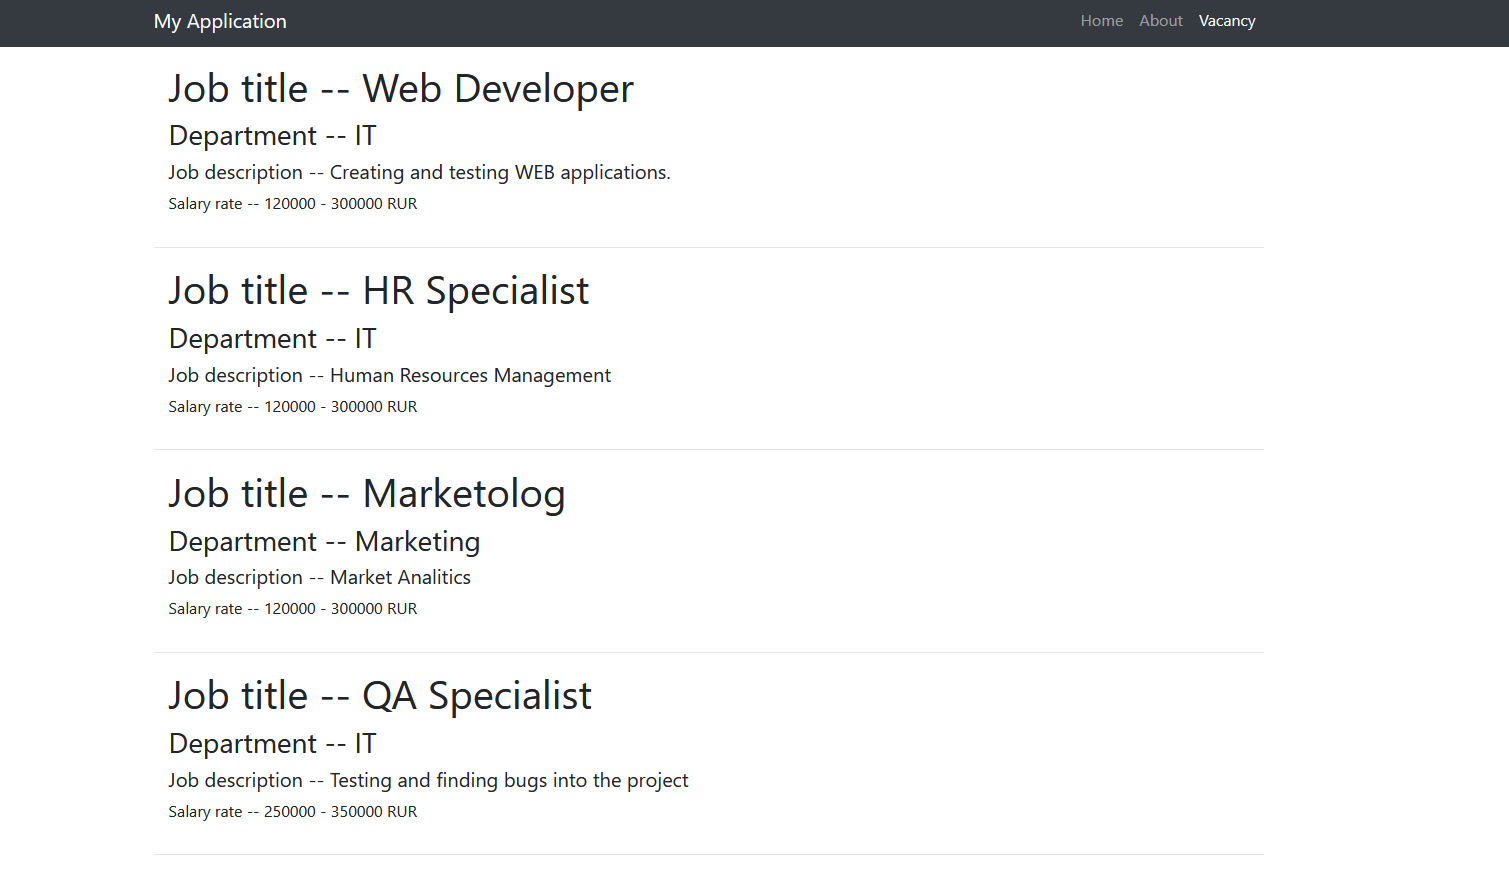 My Application
Home About Vacancy
Job title -- Web Developer
Department -- IT
Job description -- Creating and testing WEB applications.
Salary rate -- 120000 - 300000 RUR
Job title -- HR Specialist
Department -- IT
Job description -- Human Resources Management
Salary rate -- 120000 - 300000 RUR
Job title -- Marketolog
Department -- Marketing
Job description -- Market Analitics
Salary rate -- 120000 - 300000 RUR
Job title -- QA Specialist
Department -- IT
Job description -- Testing and finding bugs into the project
Salary rate -- 250000 - 350000 RUR